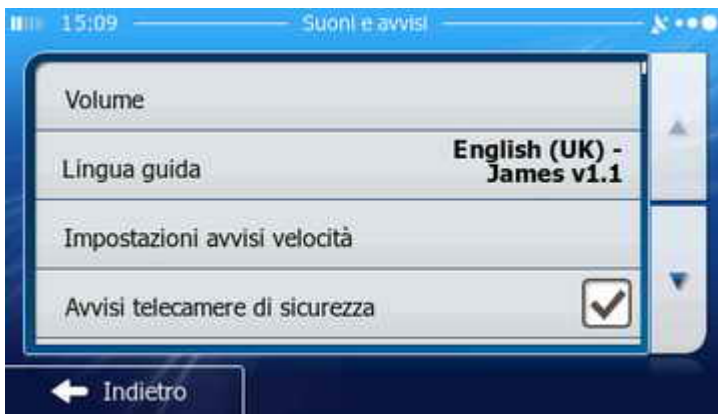 15:09 Suoni e avvisi
Volume
Lingua guida English (UK) -
James v1.1
Impostazioni avvisi velocità
Avvisi telecamere di sicurezza
Indietro